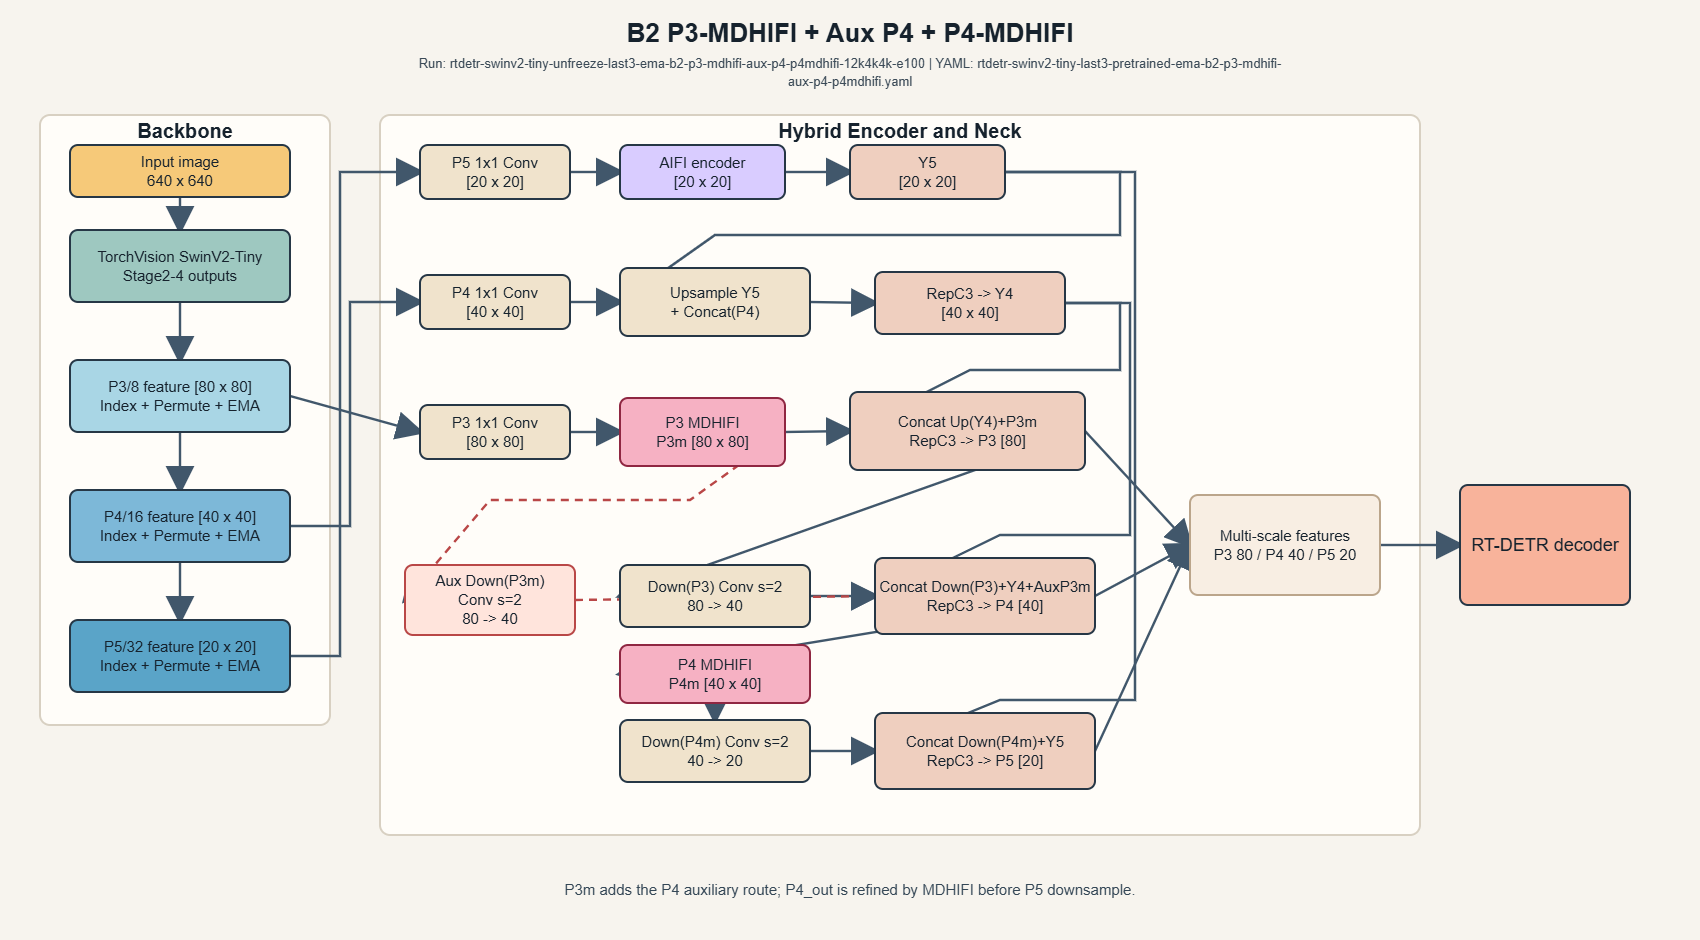 B2 P3-MDHIFI + Aux P4 + P4-MDHIFI
Run: rtdetr-swinv2-tiny-unfreeze-last3-ema-b2-p3-mdhifi-aux-p4-p4mdhifi-12k4k4k-e100 | YAML: rtdetr-swinv2-tiny-last3-pretrained-ema-b2-p3-mdhifi-
aux-p4-p4mdhifi.yaml
Backbone
Input image
640 x 640
TorchVision SwinV2-Tiny
Stage2-4 outputs
P3/8 feature [80 x 80]
Index + Permute + EMA
P4/16 feature [40 x 40]
Index + Permute + EMA
P5/32 feature [20 x 20]
Index + Permute + EMA
Hybrid Encoder and Neck
P5 1x1 Conv
[20 x 20]
AIFI encoder
[20 x 20]
Y5
[20 x 20]
P4 1x1 Conv
[40 x 40]
Upsample Y5
+ Concat(P4)
RepC3 -> Y4
[40 x 40]
P3 1x1 Conv
[80 x 80]
P3 MDHIFI
P3m [80 x 80]
Concat Up(Y4)+P3m
RepC3 -> P3 [80]
Aux Down(P3m)
Conv s=2
80 -> 40
Down(P3) Conv s=2
80 -> 40
Concat Down(P3)+Y4+AuxP3m
RepC3 -> P4 [40]
P4 MDHIFI
P4m [40 x 40]
Down(P4m) Conv s=2
40 -> 20
Concat Down(P4m)+Y5
RepC3 -> P5 [20]
Multi-scale features
P3 80 / P4 40 / P5 20
RT-DETR decoder
P3m adds the P4 auxiliary route; P4_out is refined by MDHIFI before P5 downsample.